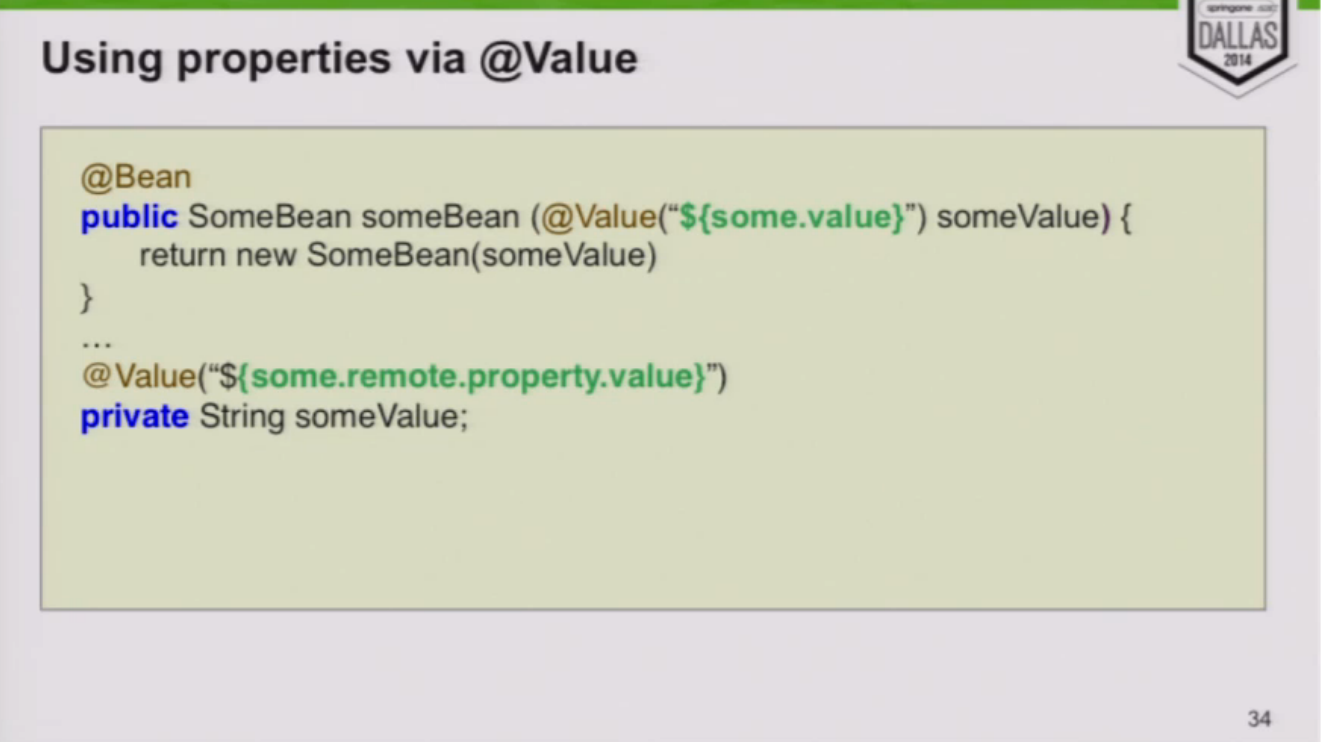 springone 2GX
DALLAS
2014
Using properties via @Value
@Bean
public SomeBean someBean (@Value(“${some.value}”) someValue) {
return new SomeBean(someValue)
}
…
@Value(“${some.remote.property.value}”)
private String someValue;
34